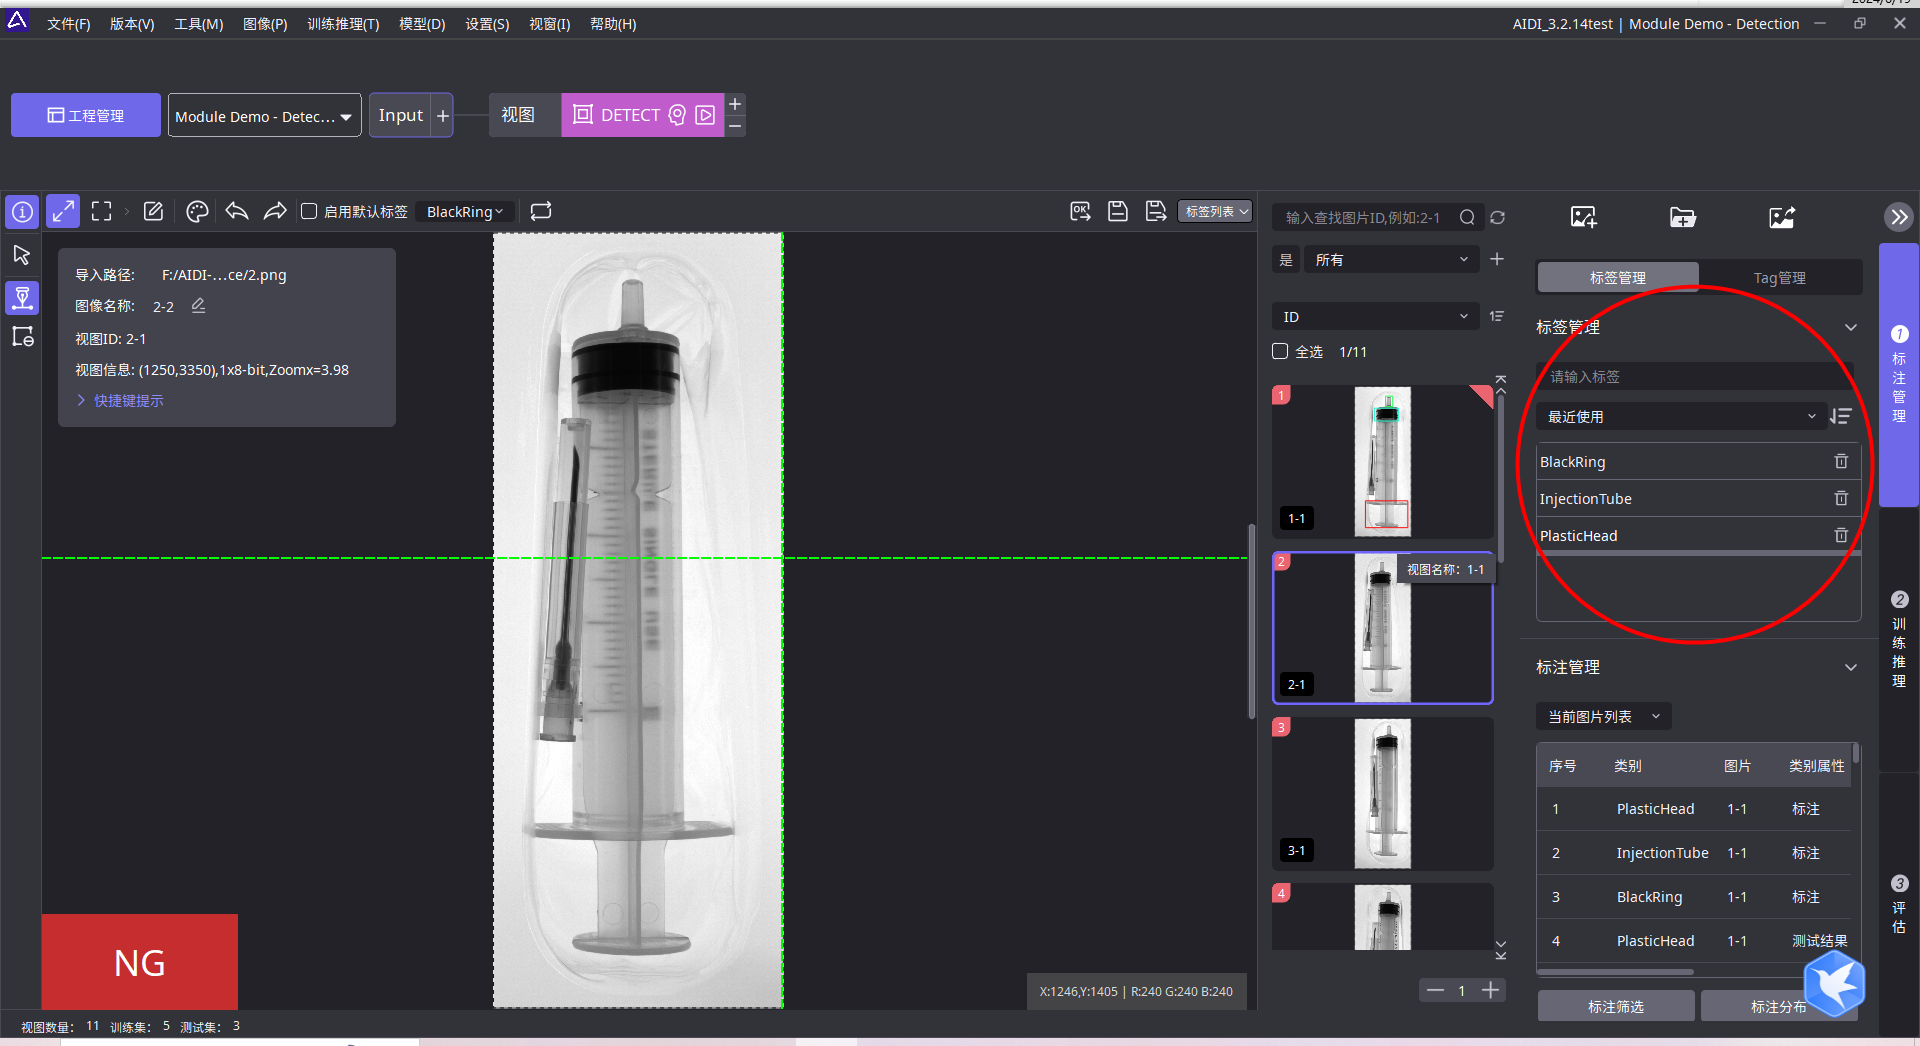 文件(F) 版本(V) 工具(M) 图像(P) 训练推理(T) 模型(D) 设置(S) 视窗(I) 帮助(H)
AIDI_3.2.14test | Module Demo - Detection
工程管理
Module Demo - Detec...
Input +
视图
DETECT
启用默认标签
BlackRing
OK
标签列表
导入路径: F:/AIDI-...ce/2.png
图像名称: 2-2
视图ID: 2-1
视图信息: (1250,3350),1x8-bit,Zoomx=3.98
快捷键提示
NG
X:1246,Y:1405 | R:240 G:240 B:240
输入查找图片ID,例如:2-1
是 所有
ID
全选 1/11
1
1-1
2
视图名称: 1-1
2-1
3
3-1
4
1
标签管理 Tag管理
标签管理
请输入标签
最近使用
BlackRing
InjectionTube
PlasticHead
标注管理
当前图片列表
序号 类别 图片 类别属性
1 PlasticHead 1-1 标注
2 InjectionTube 1-1 标注
3 BlackRing 1-1 标注
4 PlasticHead 1-1 测试结果
标注筛选 标注分布
1 标注管理
2 训练推理
3 评估
视图数量: 11 训练集: 5 测试集: 3